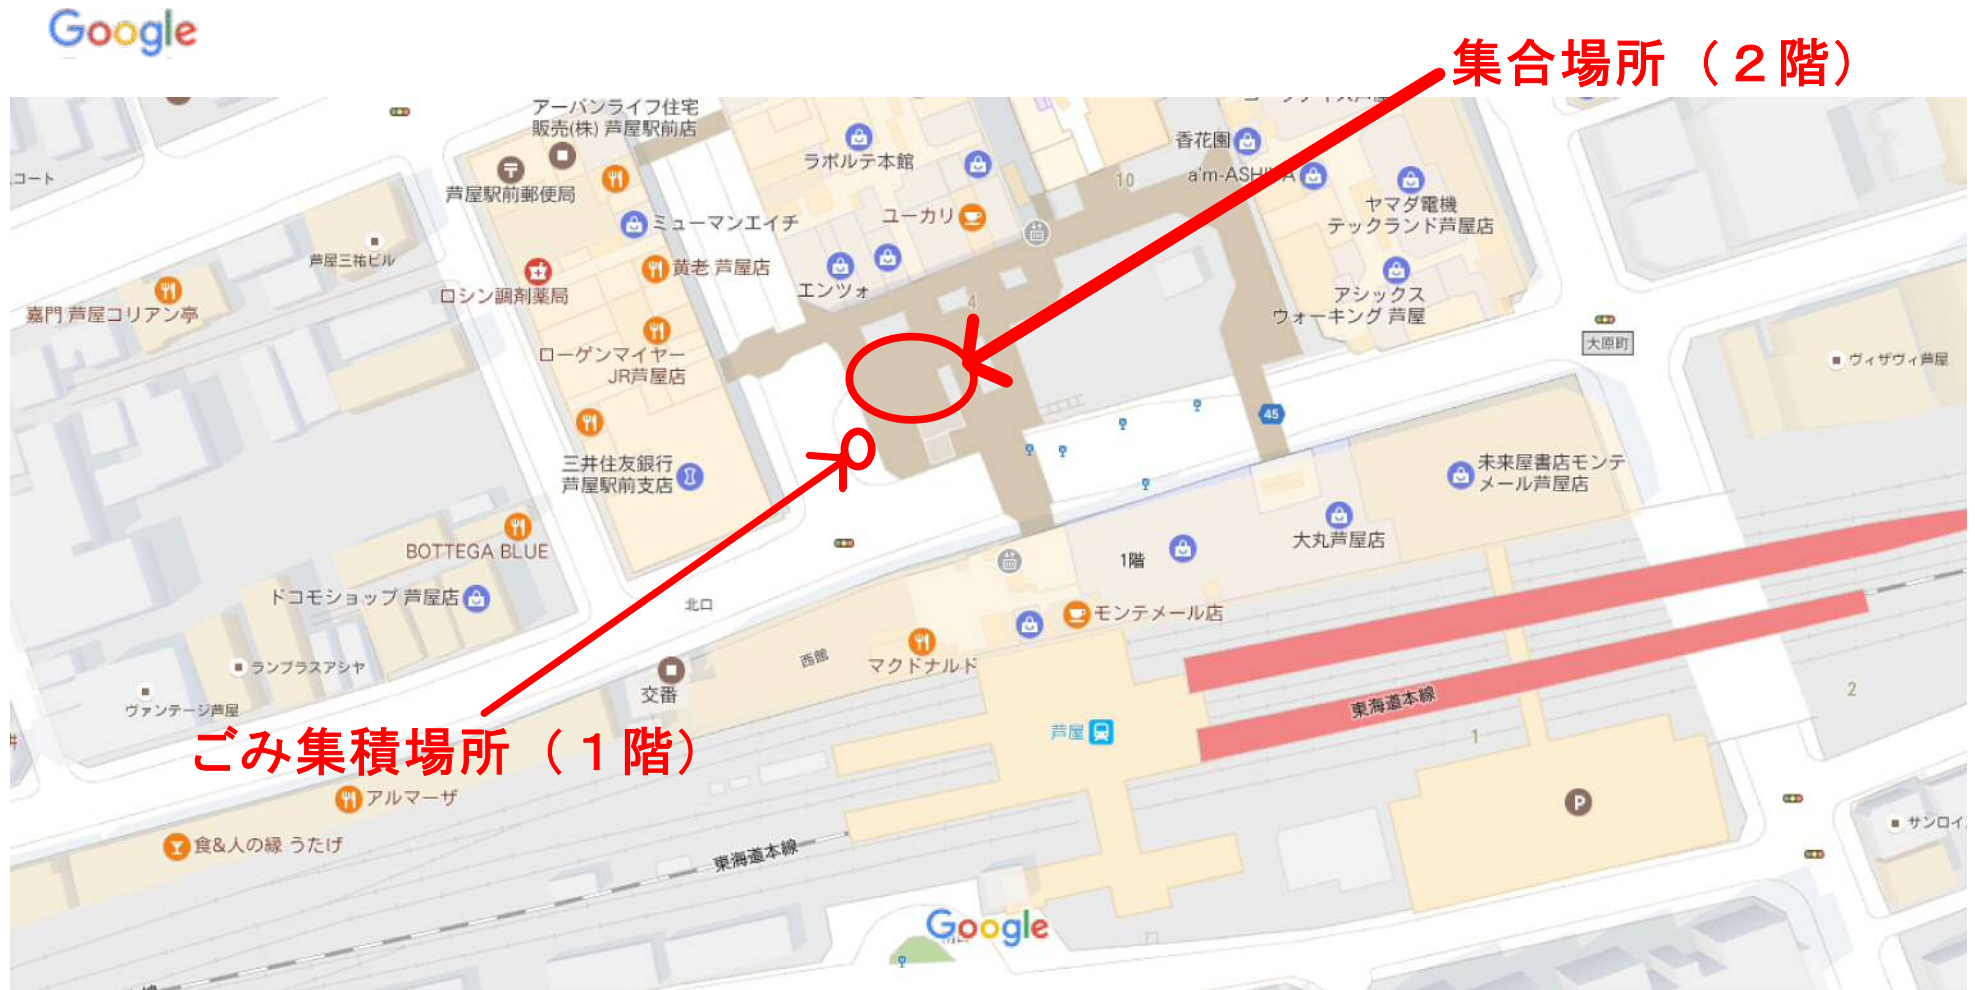 Google
集合場所（２階）
アーバンライフ住宅
販売(株) 芦屋駅前店
香花園
ラポルテ本館
a'm-ASHIYA
10
芦屋駅前郵便局
ヤマダ電機
テックランド芦屋店
ユーカリ
ミューマンエイチ
芦屋三祐ビル
黄老 芦屋店
ロシン調剤薬局
エンツォ
4
アシックス
ウォーキング 芦屋
嘉門 芦屋コリアン亭
大原町
ヴィザヴィ芦屋
ローゲンマイヤー
JR芦屋店
45
三井住友銀行
芦屋駅前支店
未来屋書店モンテ
メール芦屋店
BOTTEGA BLUE
大丸芦屋店
1階
ドコモショップ 芦屋店
北口
モンテメール店
ランプラスアシヤ
西館
マクドナルド
交番
ヴァンテージ芦屋
東海道本線
2
芦屋
1
ごみ集積場所（１階）
アルマーザ
P
食&人の縁 うたげ
東海道本線
サンロイ
Google